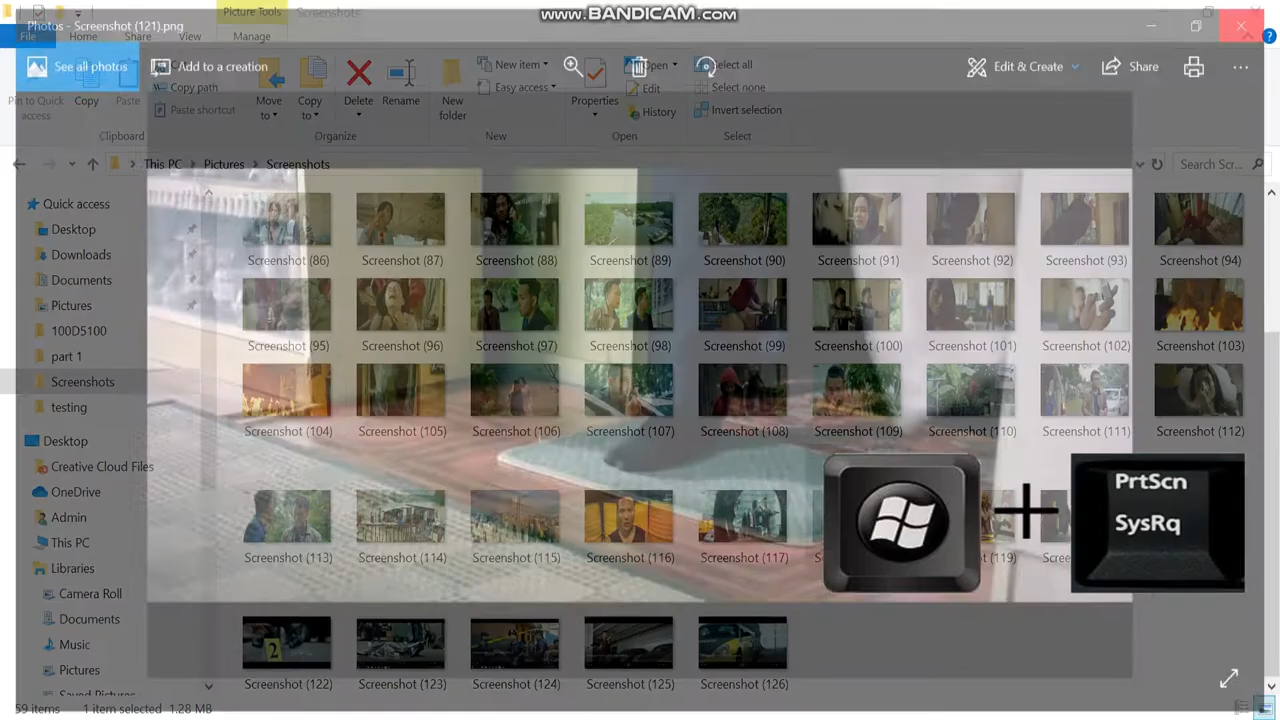 www.BANDICAM.com
Picture Tools
Screenshots
Photos - Screenshot (121).png
File
Home
Share
View
Manage
See all photos
Add to a creation
Edit & Create
Share
Pin to Quick access
Copy
Paste
Copy path
Paste shortcut
Move to
Copy to
Delete
Rename
New folder
New item
Easy access
Properties
Open
Edit
History
Select all
Select none
Invert selection
Clipboard
Organize
New
Open
Select
This PC
Pictures
Screenshots
Search Scr...
Quick access
Desktop
Downloads
Documents
Pictures
100D5100
part 1
Screenshots
testing
Desktop
Creative Cloud Files
OneDrive
Admin
This PC
Libraries
Camera Roll
Documents
Music
Pictures
Saved Pictures
Screenshot (86)
Screenshot (87)
Screenshot (88)
Screenshot (89)
Screenshot (90)
Screenshot (91)
Screenshot (92)
Screenshot (93)
Screenshot (94)
Screenshot (95)
Screenshot (96)
Screenshot (97)
Screenshot (98)
Screenshot (99)
Screenshot (100)
Screenshot (101)
Screenshot (102)
Screenshot (103)
Screenshot (104)
Screenshot (105)
Screenshot (106)
Screenshot (107)
Screenshot (108)
Screenshot (109)
Screenshot (110)
Screenshot (111)
Screenshot (112)
Screenshot (113)
Screenshot (114)
Screenshot (115)
Screenshot (116)
Screenshot (117)
(119)
PrtScn
SysRq
2
Screenshot (122)
Screenshot (123)
Screenshot (124)
Screenshot (125)
Screenshot (126)
59 items
1 item selected
1.28 MB